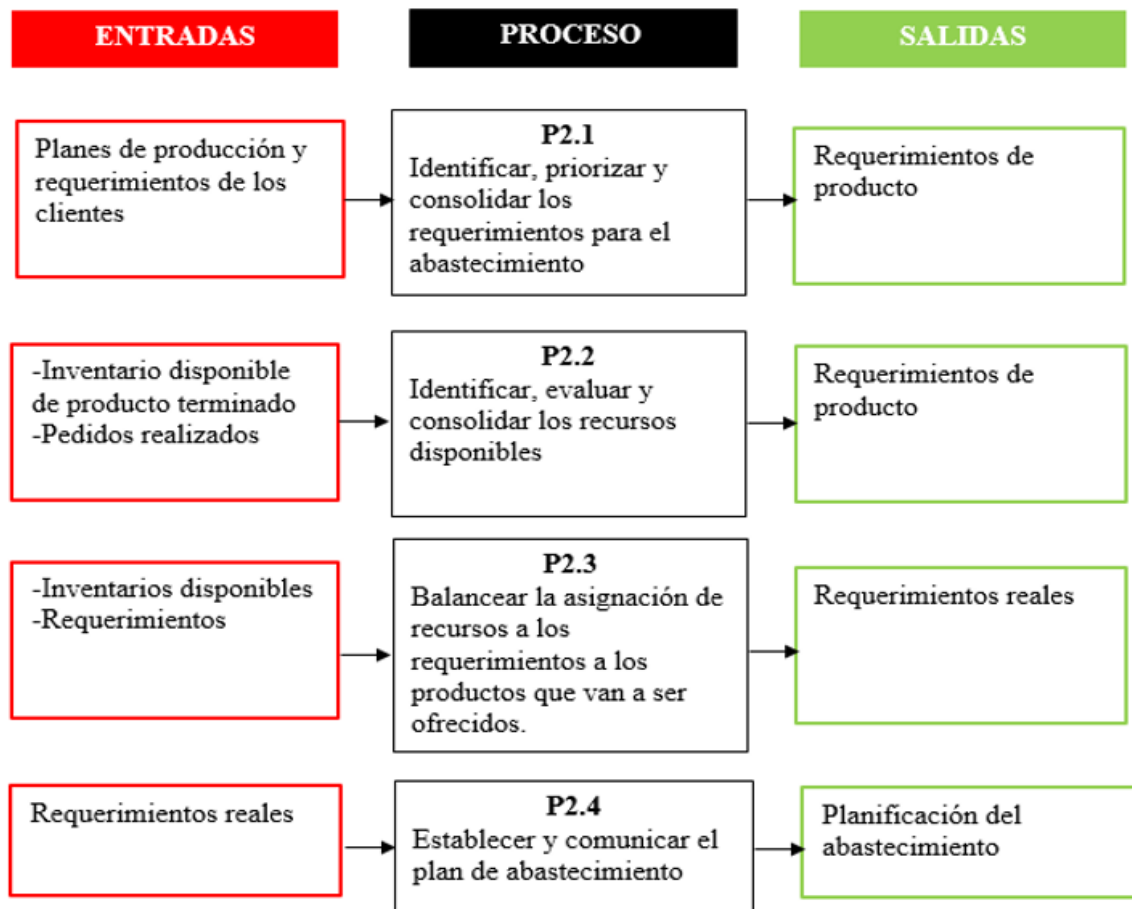 ENTRADAS
PROCESO
SALIDAS
Planes de producción y
requerimientos de los
clientes
P2.1
Identificar, priorizar y
consolidar los
requerimientos para el
abastecimiento
Requerimientos de
producto
-Inventario disponible
de producto terminado
-Pedidos realizados
P2.2
Identificar, evaluar y
consolidar los recursos
disponibles
Requerimientos de
producto
-Inventarios disponibles
-Requerimientos
P2.3
Balancear la asignación de
recursos a los
requerimientos a los
productos que van a ser
ofrecidos.
Requerimientos reales
Requerimientos reales
P2.4
Establecer y comunicar el
plan de abastecimiento
Planificación del
abastecimiento